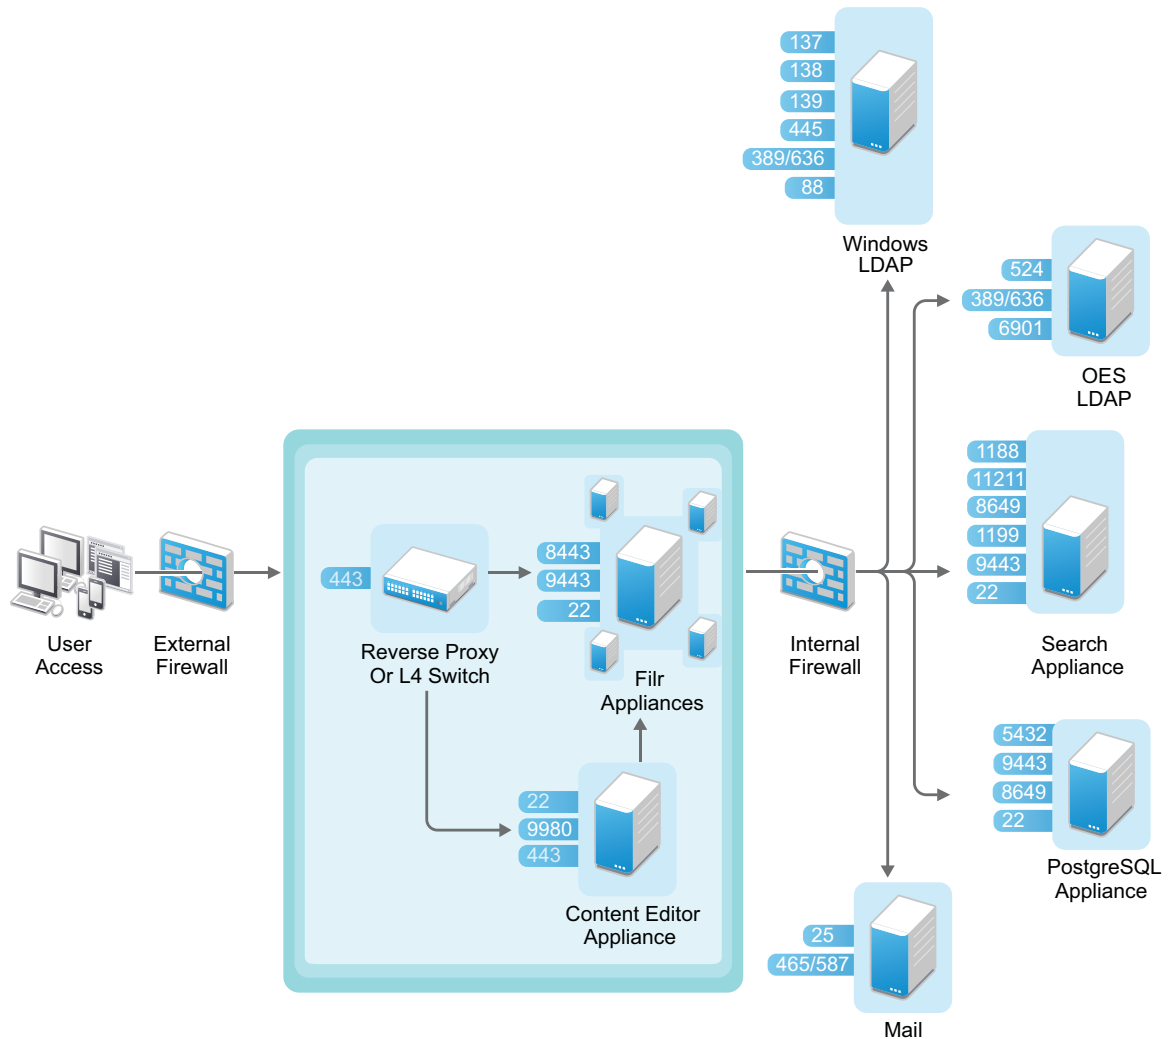 137
138
139
445
389/636
88
Windows
LDAP
524
389/636
6901
OES
LDAP
1188
11211
8649
1199
9443
22
Search
Appliance
User
Access
External
Firewall
443
Reverse Proxy
Or L4 Switch
8443
9443
22
Filr
Appliances
Internal
Firewall
22
9980
443
Content Editor
Appliance
5432
9443
8649
22
PostgreSQL
Appliance
25
465/587
Mail